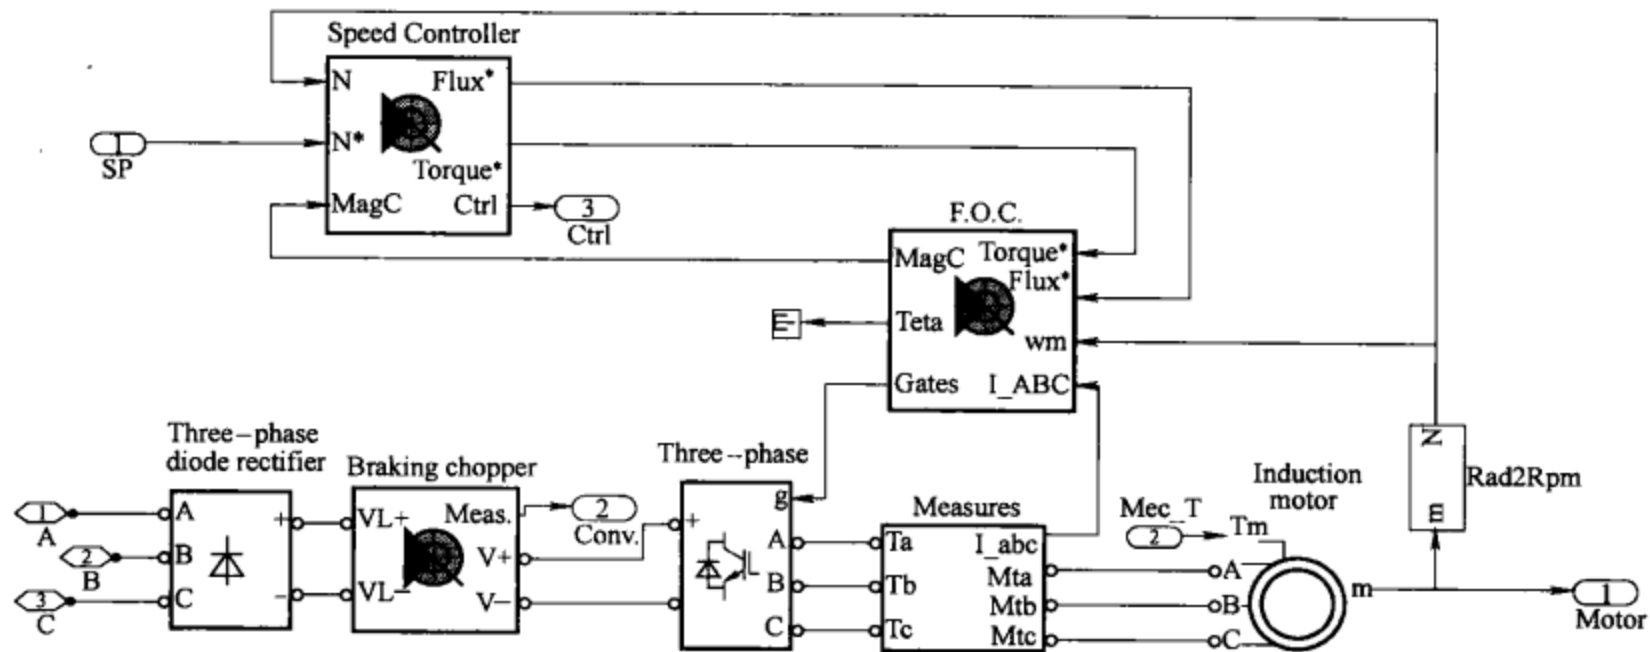 Speed Controller
N
Flux*
1
N*
SP
Torque*
MagC
Ctrl
3
Ctrl
F.O.C.
MagC
Torque*
Flux*
Teta
wm
Gates
I_ABC
Three-phase
diode rectifier
Braking chopper
Three-phase
N
m
Rad2Rpm
Induction
motor
1
A
2
B
3
C
A
B
C
+
-
VL+
VL-
Meas.
V+
V-
2
Conv.
+
g
A
B
C
Measures
Ta
Tb
Tc
I_abc
Mta
Mtb
Mtc
Mec_T
2
Tm
A
B
C
m
1
Motor